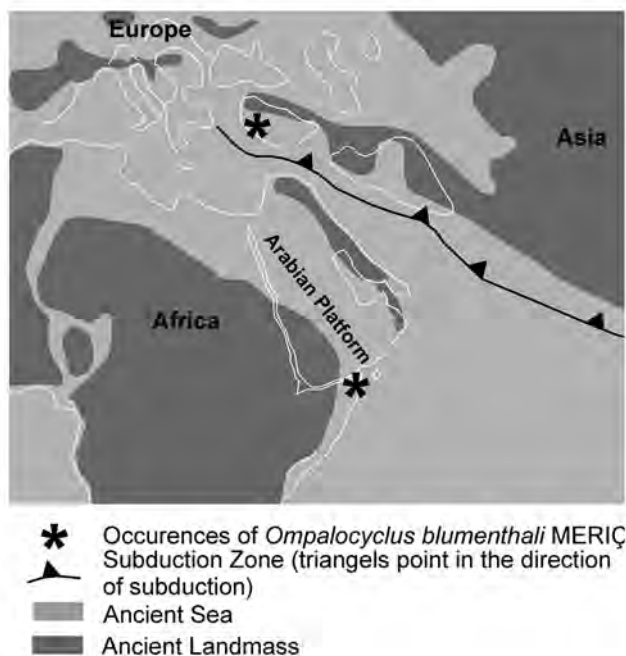 Europe
Asia
Arabian Platform
Africa
Occurences of Ompalocyclus blumenthali MERIÇ
Subduction Zone (triangels point in the direction
of subduction)
Ancient Sea
Ancient Landmass